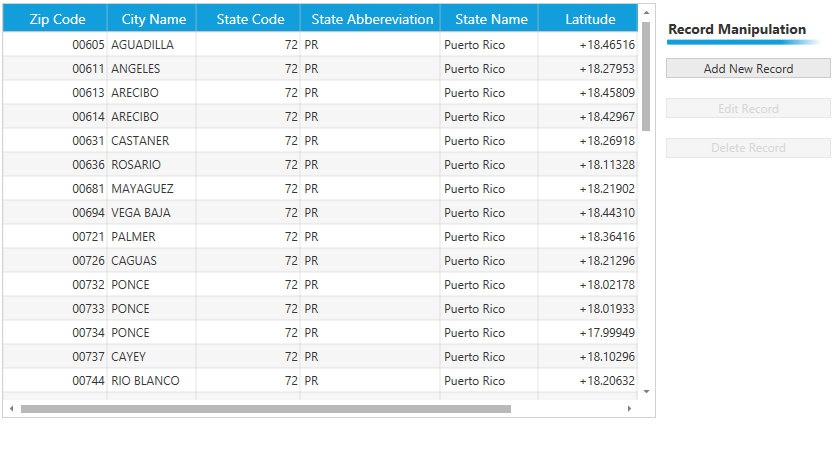 Zip Code City Name State Code State Abbereviation State Name Latitude
00605 AGUADILLA 72 PR Puerto Rico +18.46516
00611 ANGELES 72 PR Puerto Rico +18.27953
00613 ARECIBO 72 PR Puerto Rico +18.45809
00614 ARECIBO 72 PR Puerto Rico +18.42967
00631 CASTANER 72 PR Puerto Rico +18.26918
00636 ROSARIO 72 PR Puerto Rico +18.11328
00681 MAYAGUEZ 72 PR Puerto Rico +18.21902
00694 VEGA BAJA 72 PR Puerto Rico +18.44310
00721 PALMER 72 PR Puerto Rico +18.36416
00726 CAGUAS 72 PR Puerto Rico +18.21296
00732 PONCE 72 PR Puerto Rico +18.02178
00733 PONCE 72 PR Puerto Rico +18.01933
00734 PONCE 72 PR Puerto Rico +17.99949
00737 CAYEY 72 PR Puerto Rico +18.10296
00744 RIO BLANCO 72 PR Puerto Rico +18.20632
Record Manipulation
Add New Record
Edit Record
Delete Record